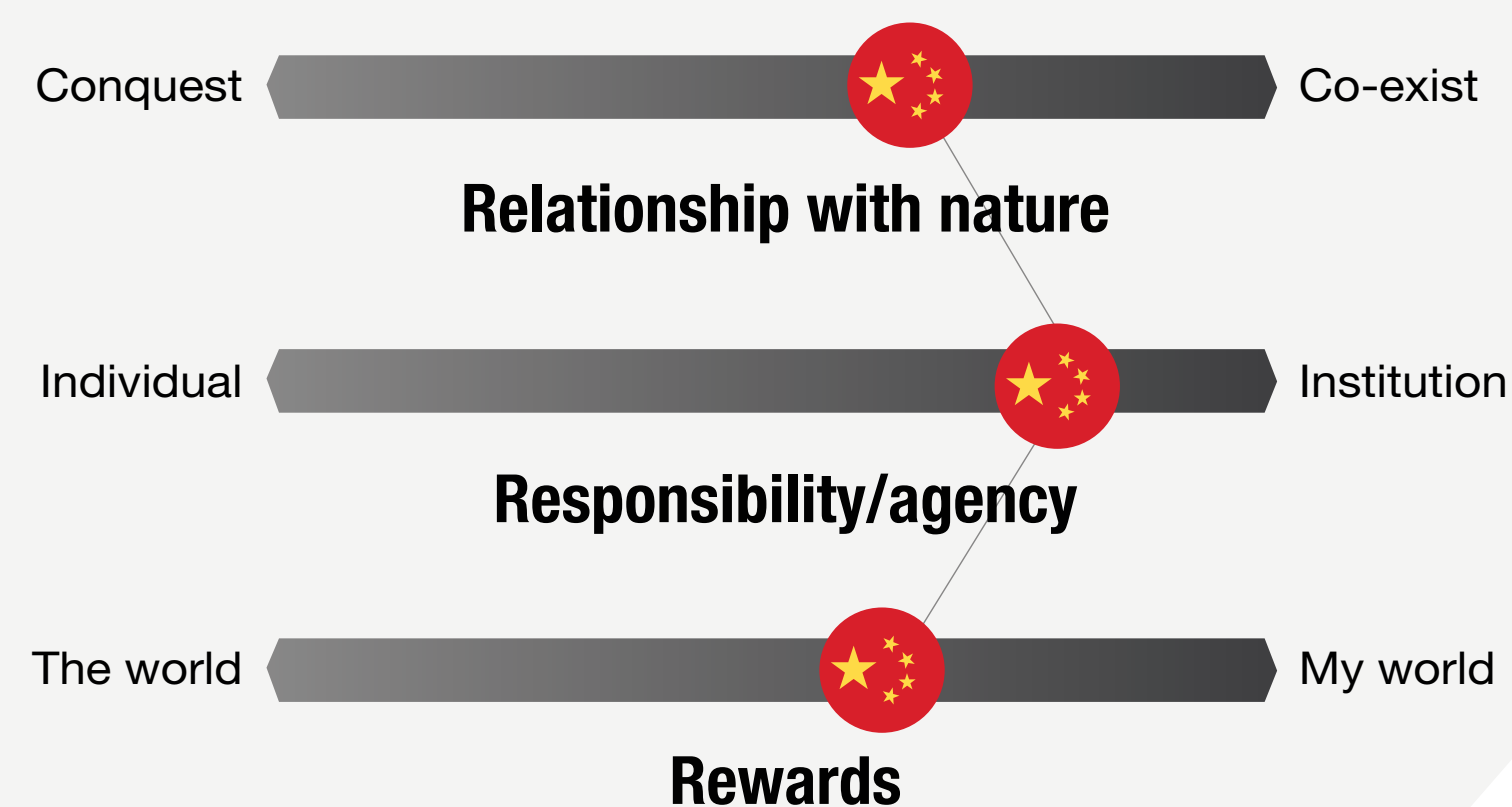 Conquest
Co-exist
Relationship with nature
Individual
Institution
Responsibility/agency
The world
My world
Rewards